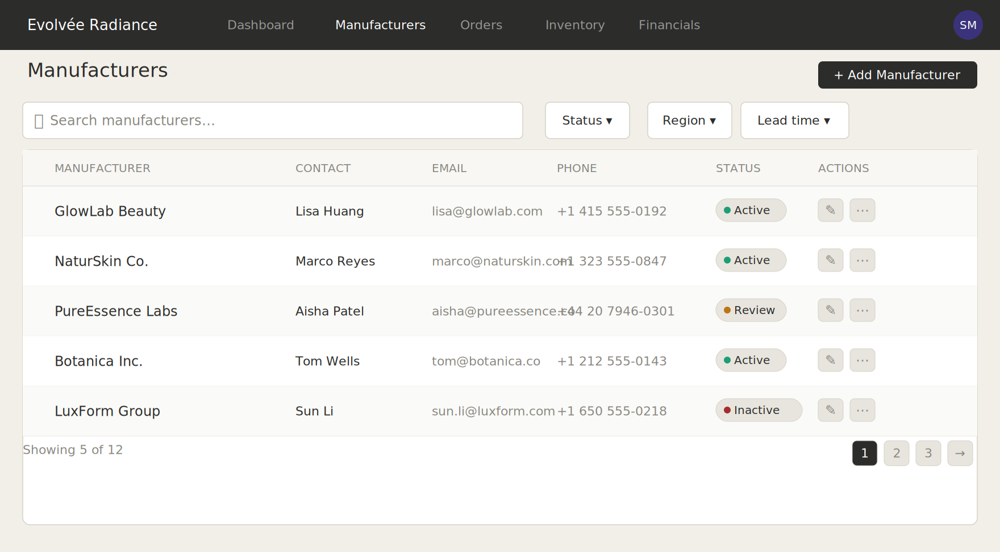 Evolvée Radiance Dashboard Manufacturers Orders Inventory Financials SM
Manufacturers
+ Add Manufacturer
Search manufacturers...
Status ▾ Region ▾ Lead time ▾
MANUFACTURER CONTACT EMAIL PHONE STATUS ACTIONS
GlowLab Beauty Lisa Huang lisa@glowlab.com +1 415 555-0192 Active ✎ ⋯
NaturSkin Co. Marco Reyes marco@naturskin.com +1 323 555-0847 Active ✎ ⋯
PureEssence Labs Aisha Patel aisha@pureessence.co +44 20 7946-0301 Review ✎ ⋯
Botanica Inc. Tom Wells tom@botanica.co +1 212 555-0143 Active ✎ ⋯
LuxForm Group Sun Li sun.li@luxform.com +1 650 555-0218 Inactive ✎ ⋯
Showing 5 of 12 1 2 3 →